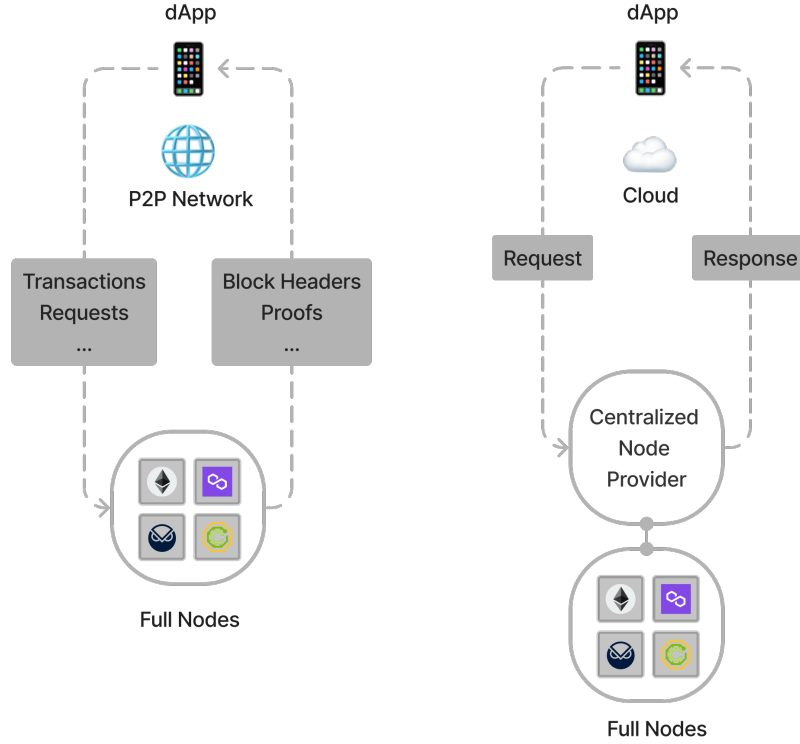 dApp
P2P Network
Transactions
Requests
...
Block Headers
Proofs
...
Full Nodes
dApp
Cloud
Request
Response
Centralized
Node
Provider
Full Nodes